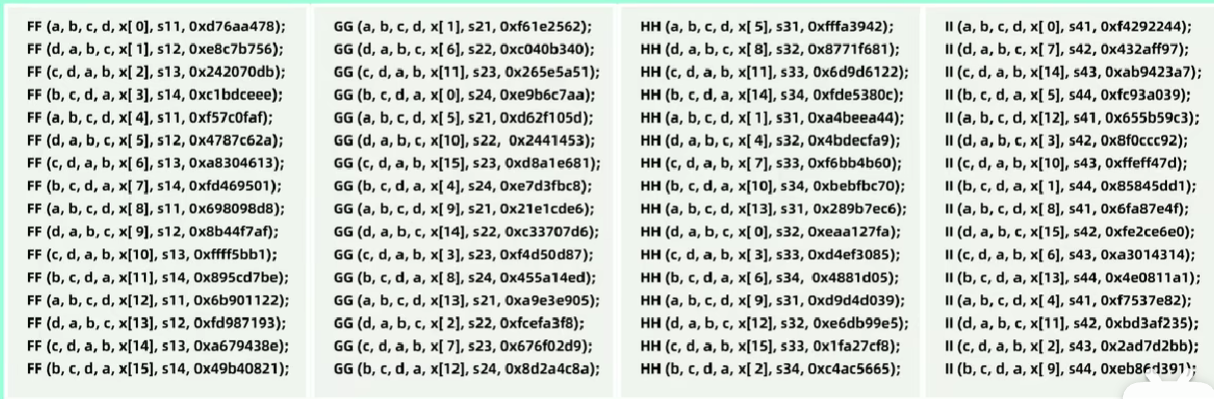 FF (a, b, c, d, x[ 0], s11, 0xd76aa478);
FF (d, a, b, c, x[ 1], s12, 0xe8c7b756);
FF (c, d, a, b, x[ 2], s13, 0x242070db);
FF (b, c, d, a, x[ 3], s14, 0xc1bdceee);
FF (a, b, c, d, x[ 4], s11, 0xf57c0faf);
FF (d, a, b, c, x[ 5], s12, 0x4787c62a);
FF (c, d, a, b, x[ 6], s13, 0xa8304613);
FF (b, c, d, a, x[ 7], s14, 0xfd469501);
FF (a, b, c, d, x[ 8], s11, 0x698098d8);
FF (d, a, b, c, x[ 9], s12, 0x8b44f7af);
FF (c, d, a, b, x[10], s13, 0xffff5bb1);
FF (b, c, d, a, x[11], s14, 0x895cd7be);
FF (a, b, c, d, x[12], s11, 0x6b901122);
FF (d, a, b, c, x[13], s12, 0xfd987193);
FF (c, d, a, b, x[14], s13, 0xa679438e);
FF (b, c, d, a, x[15], s14, 0x49b40821);
GG (a, b, c, d, x[ 1], s21, 0xf61e2562);
GG (d, a, b, c, x[ 6], s22, 0xc040b340);
GG (c, d, a, b, x[11], s23, 0x265e5a51);
GG (b, c, d, a, x[ 0], s24, 0xe9b6c7aa);
GG (a, b, c, d, x[ 5], s21, 0xd62f105d);
GG (d, a, b, c, x[10], s22, 0x2441453);
GG (c, d, a, b, x[15], s23, 0xd8a1e681);
GG (b, c, d, a, x[ 4], s24, 0xe7d3fbc8);
GG (a, b, c, d, x[ 9], s21, 0x21e1cde6);
GG (d, a, b, c, x[14], s22, 0xc33707d6);
GG (c, d, a, b, x[ 3], s23, 0xf4d50d87);
GG (b, c, d, a, x[ 8], s24, 0x455a14ed);
GG (a, b, c, d, x[13], s21, 0xa9e3e905);
GG (d, a, b, c, x[ 2], s22, 0xfcefa3f8);
GG (c, d, a, b, x[ 7], s23, 0x676f02d9);
GG (b, c, d, a, x[12], s24, 0x8d2a4c8a);
HH (a, b, c, d, x[ 5], s31, 0xfffa3942);
HH (d, a, b, c, x[ 8], s32, 0x8771f681);
HH (c, d, a, b, x[11], s33, 0x6d9d6122);
HH (b, c, d, a, x[14], s34, 0xfde5380c);
HH (a, b, c, d, x[ 1], s31, 0xa4beea44);
HH (d, a, b, c, x[ 4], s32, 0x4bdecfa9);
HH (c, d, a, b, x[ 7], s33, 0xf6bb4b60);
HH (b, c, d, a, x[10], s34, 0xbebfbc70);
HH (a, b, c, d, x[13], s31, 0x289b7ec6);
HH (d, a, b, c, x[ 0], s32, 0xeaa127fa);
HH (c, d, a, b, x[ 3], s33, 0xd4ef3085);
HH (b, c, d, a, x[ 6], s34, 0x4881d05);
HH (a, b, c, d, x[ 9], s31, 0xd9d4d039);
HH (d, a, b, c, x[12], s32, 0xe6db99e5);
HH (c, d, a, b, x[15], s33, 0x1fa27cf8);
HH (b, c, d, a, x[ 2], s34, 0xc4ac5665);
II (a, b, c, d, x[ 0], s41, 0xf4292244);
II (d, a, b, c, x[ 7], s42, 0x432aff97);
II (c, d, a, b, x[14], s43, 0xab9423a7);
II (b, c, d, a, x[ 5], s44, 0xfc93a039);
II (a, b, c, d, x[12], s41, 0x655b59c3);
II (d, a, b, c, x[ 3], s42, 0x8f0ccc92);
II (c, d, a, b, x[10], s43, 0xffeff47d);
II (b, c, d, a, x[ 1], s44, 0x85845dd1);
II (a, b, c, d, x[ 8], s41, 0x6fa87e4f);
II (d, a, b, c, x[15], s42, 0xfe2ce6e0);
II (c, d, a, b, x[ 6], s43, 0xa3014314);
II (b, c, d, a, x[13], s44, 0x4e0811a1);
II (a, b, c, d, x[ 4], s41, 0xf7537e82);
II (d, a, b, c, x[11], s42, 0xbd3af235);
II (c, d, a, b, x[ 2], s43, 0x2ad7d2bb);
II (b, c, d, a, x[ 9], s44, 0xeb86d391);